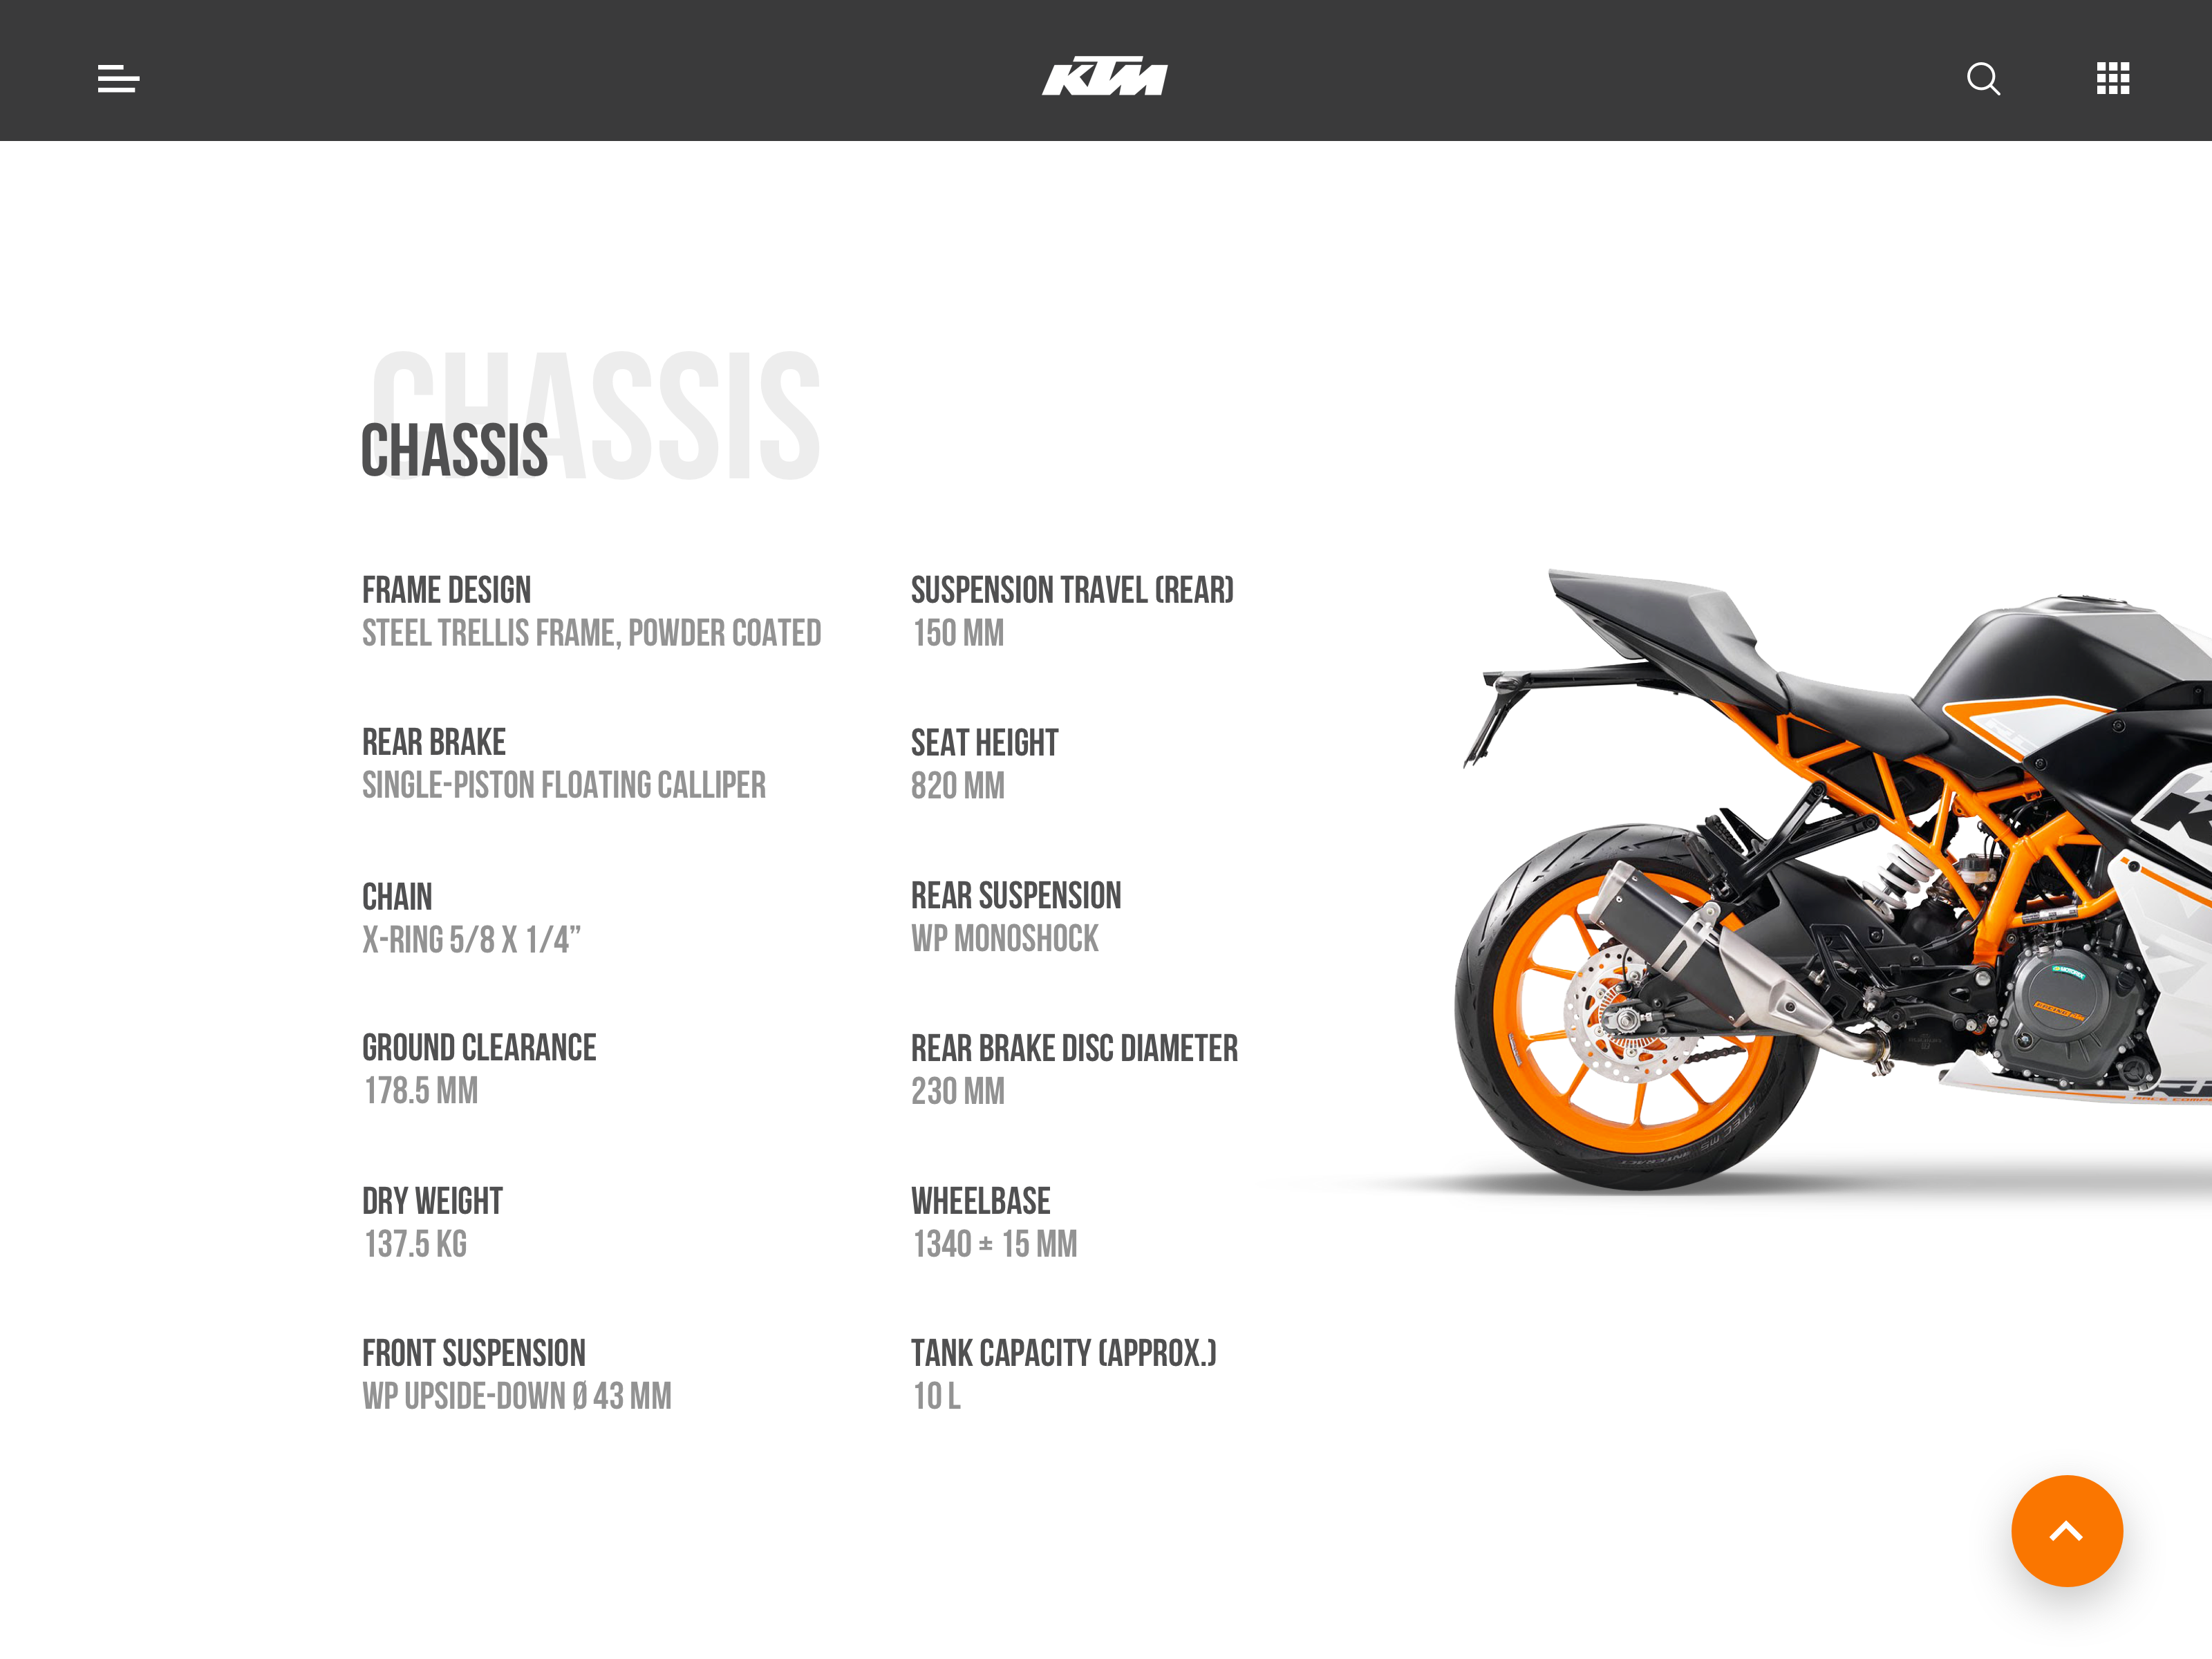 KTM
CHASSIS
CHASSIS
FRAME DESIGN
STEEL TRELLIS FRAME, POWDER COATED
REAR BRAKE
SINGLE-PISTON FLOATING CALLIPER
CHAIN
X-RING 5/8 X 1/4”
GROUND CLEARANCE
178.5 MM
DRY WEIGHT
137.5 KG
FRONT SUSPENSION
WP UPSIDE-DOWN Ø 43 MM
SUSPENSION TRAVEL (REAR)
150 MM
SEAT HEIGHT
820 MM
REAR SUSPENSION
WP MONOSHOCK
REAR BRAKE DISC DIAMETER
230 MM
WHEELBASE
1340 ± 15 MM
TANK CAPACITY (APPROX.)
10 L
MOTOREX